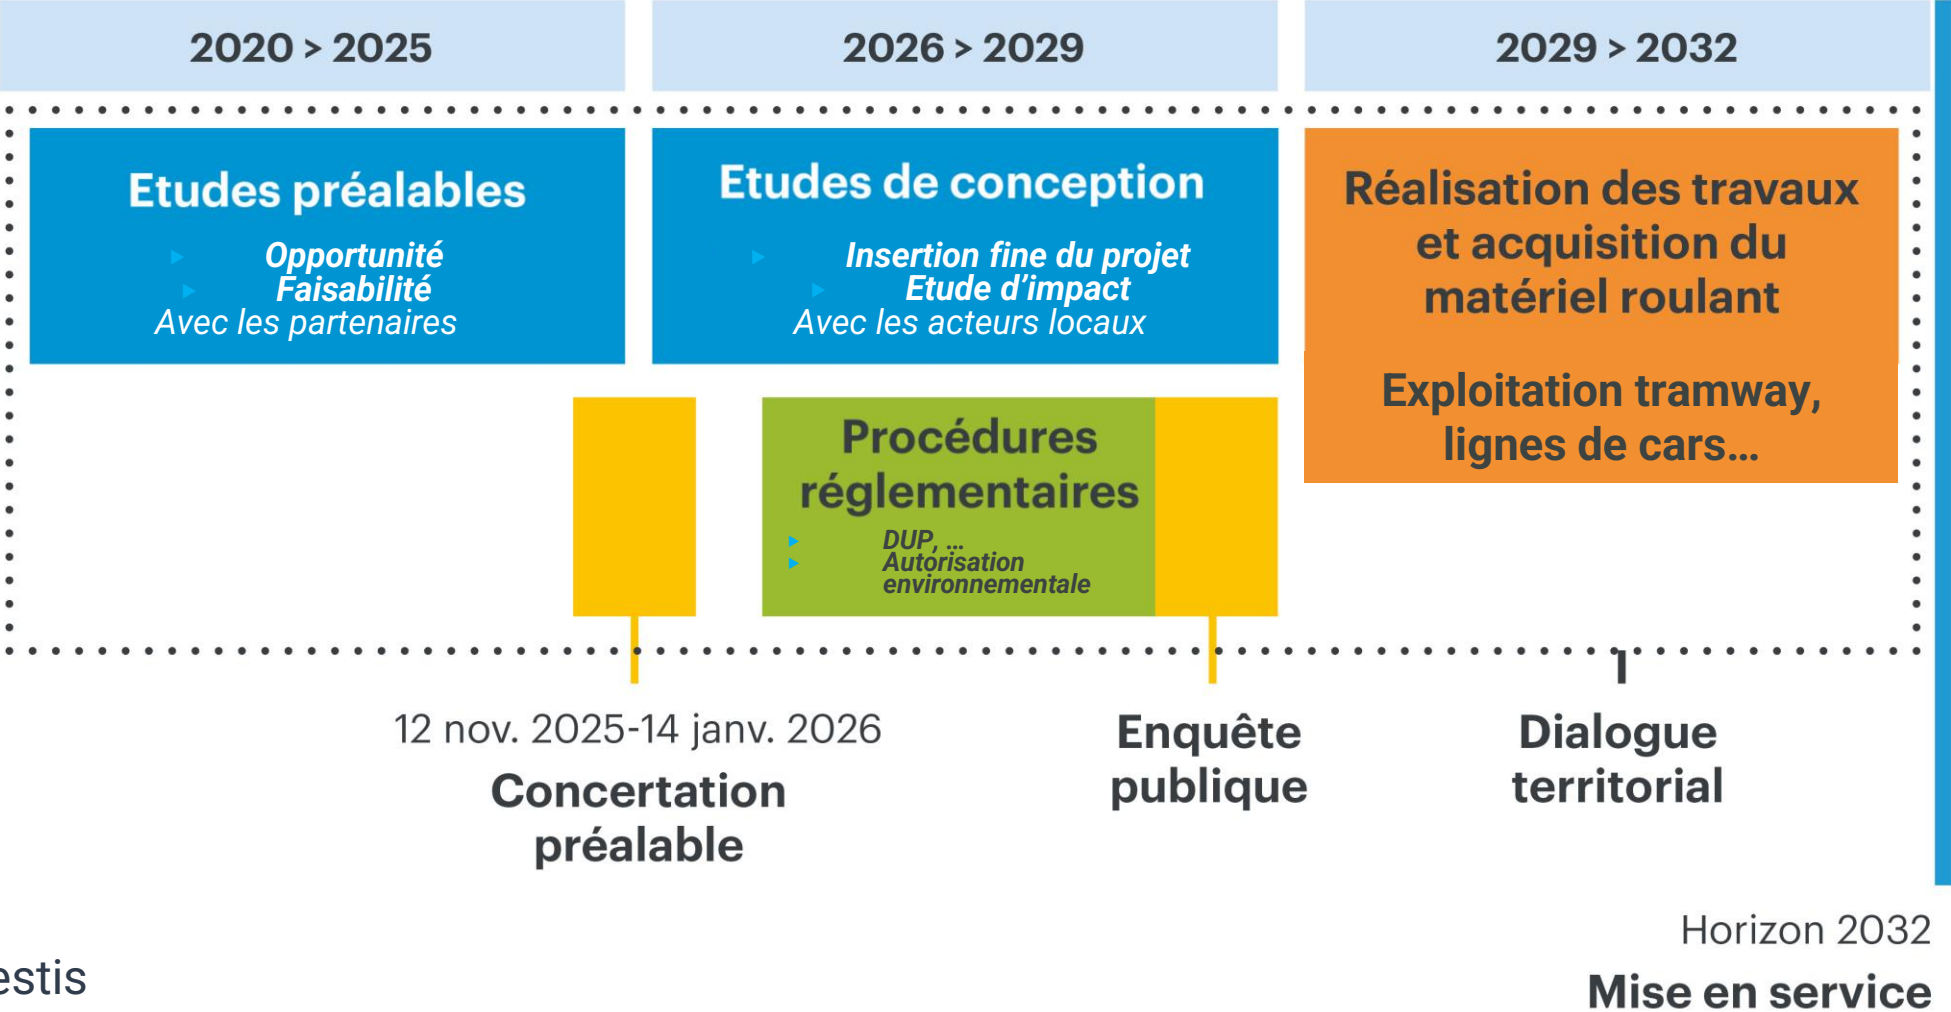 2020 > 2025
2026 > 2029
2029 > 2032
Etudes préalables
Opportunité
Faisabilité
Avec les partenaires
Etudes de conception
Insertion fine du projet
Etude d’impact
Avec les acteurs locaux
Réalisation des travaux
et acquisition du
matériel roulant
Exploitation tramway,
lignes de cars…
Procédures
réglementaires
DUP, …
Autorisation
environnementale
12 nov. 2025-14 janv. 2026
Concertation
préalable
Enquête
publique
Dialogue
territorial
Horizon 2032
Mise en service
estis